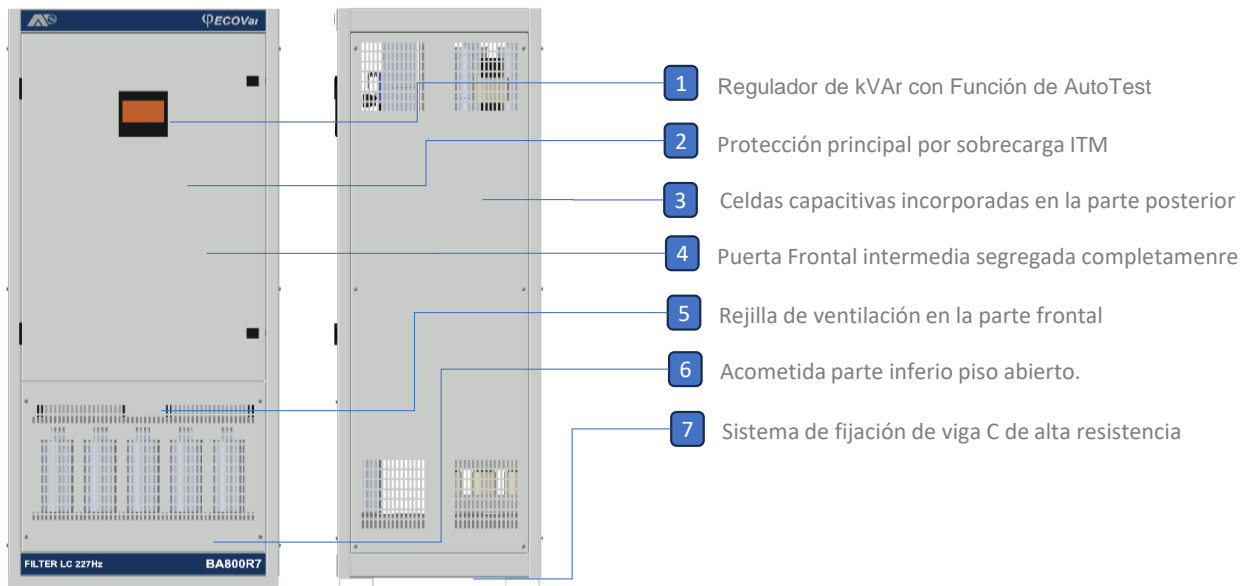 φECOVar
1 Regulador de kVAr con Función de AutoTest
2 Protección principal por sobrecarga ITM
3 Celdas capacitivas incorporadas en la parte posterior
4 Puerta Frontal intermedia segregada completamenre
5 Rejilla de ventilación en la parte frontal
6 Acometida parte inferio piso abierto.
7 Sistema de fijación de viga C de alta resistencia
FILTER LC 227Hz BA800R7